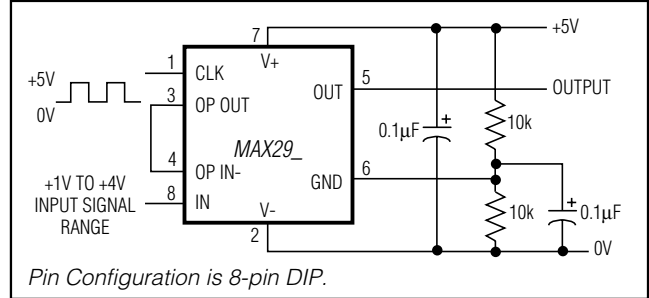 7
+5V
1
CLK
V+
+5V
0V
3
OP OUT
OUT
5
OUTPUT
0.1µF
+
10k
MAX29_
4
OP IN-
GND
6
+1V TO +4V
INPUT SIGNAL
RANGE
8
IN
V-
2
10k
+
0.1µF
0V
Pin Configuration is 8-pin DIP.